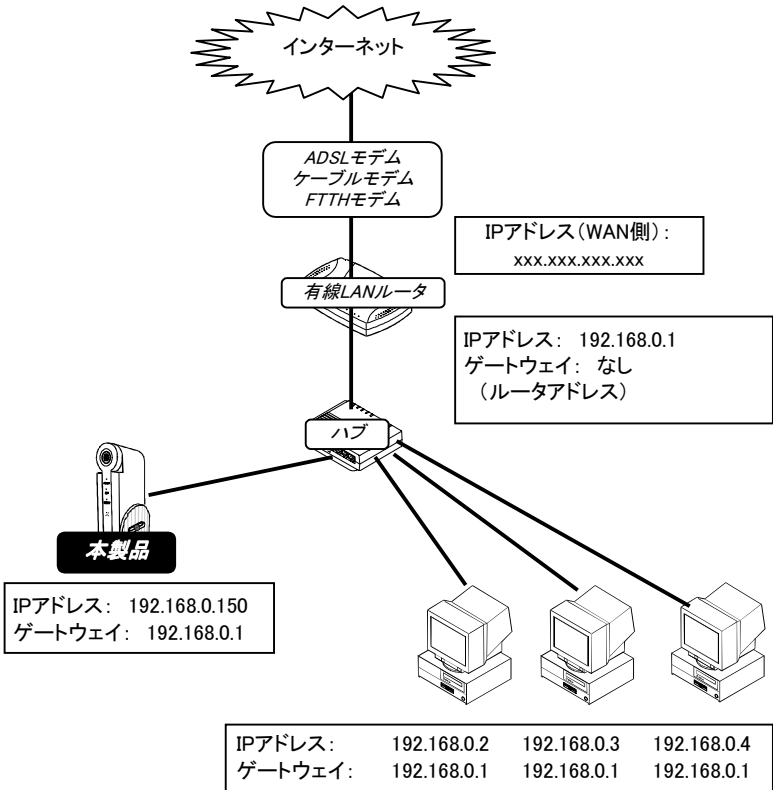 インターネット
ADSLモデム
ケーブルモデム
FTTHモデム
IPアドレス（WAN側）：
xxx.xxx.xxx.xxx
有線LANルータ
IPアドレス： 192.168.0.1
ゲートウェイ： なし
（ルータアドレス）
ハブ
本製品
IPアドレス： 192.168.0.150
ゲートウェイ： 192.168.0.1
IPアドレス： 192.168.0.2 192.168.0.3 192.168.0.4
ゲートウェイ： 192.168.0.1 192.168.0.1 192.168.0.1